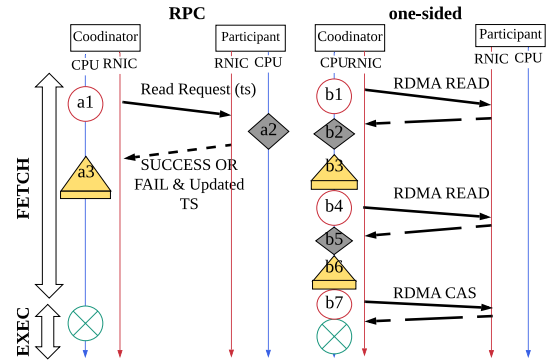 RPC
one-sided
Coodinator
Participant
Coordinator
Participant
CPU RNIC
RNIC CPU
CPURNIC
RNIC CPU
FETCH
EXEC
a1
Read Request (ts)
a2
SUCCESS OR
FAIL & Updated
TS
a3
b1
RDMA READ
b2
b3
b4
RDMA READ
b5
b6
b7
RDMA CAS